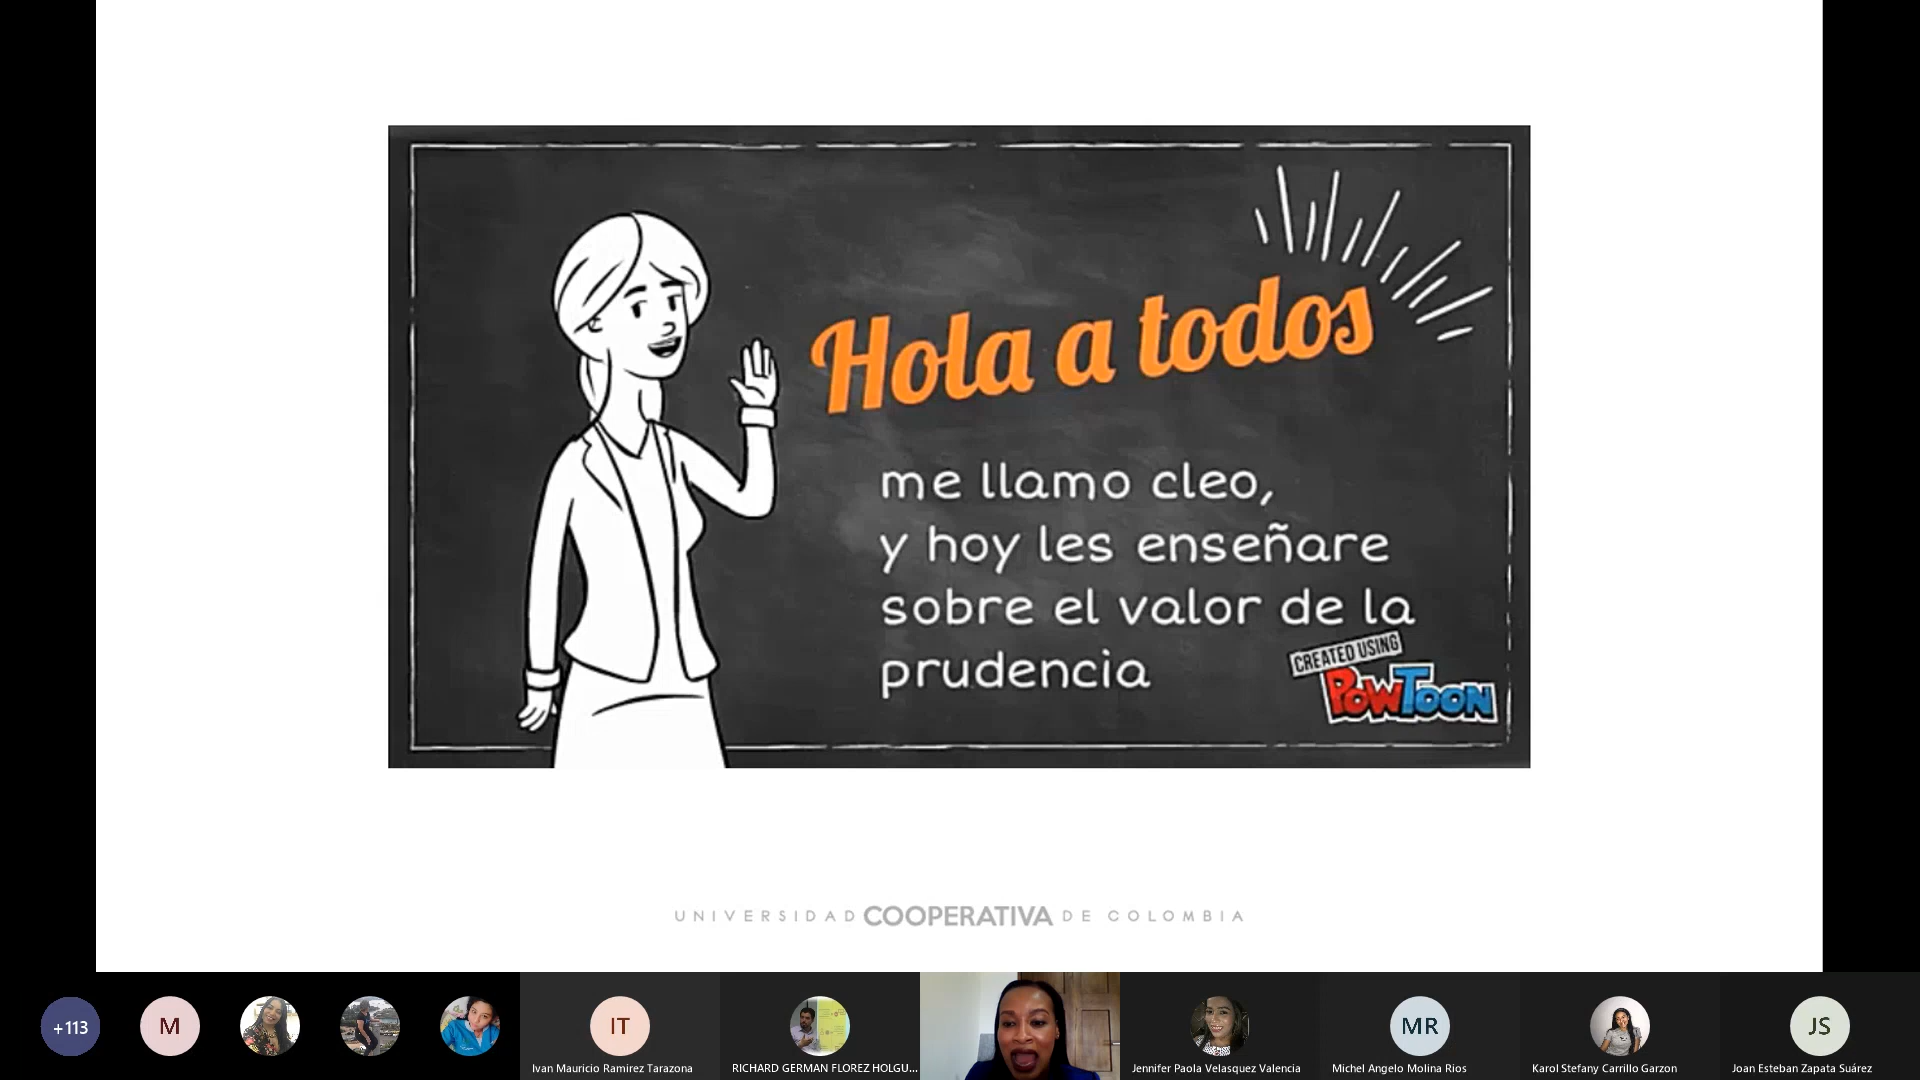 Hola a todos
me llamo cleo,
y hoy les enseñare
sobre el valor de la
prudencia
CREATED USING
POWTOON
UNIVERSIDAD COOPERATIVA DE COLOMBIA
+113
M
IT
MR
JS
Ivan Mauricio Ramirez Tarazona
RICHARD GERMAN FLOREZ HOLGU...
Jennifer Paola Velasquez Valencia
Michel Angelo Molina Rios
Karol Stefany Carrillo Garzon
Joan Esteban Zapata Suárez